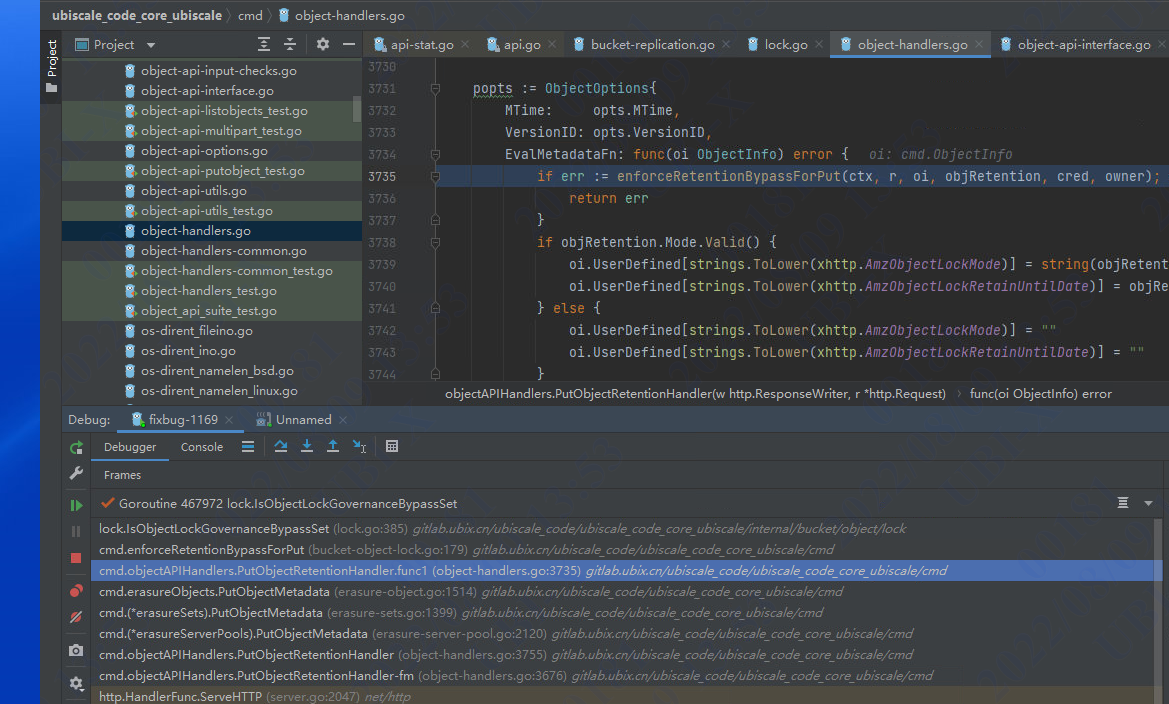 ubiscale_code_core_ubiscale cmd object-handlers.go
Project
Project
api-stat.go api.go bucket-replication.go lock.go object-handlers.go object-api-interface.go
object-api-input-checks.go
object-api-interface.go
object-api-listobjects_test.go
object-api-multipart_test.go
object-api-options.go
object-api-putobject_test.go
object-api-utils.go
object-api-utils_test.go
object-handlers.go
object-handlers-common.go
object-handlers-common_test.go
object-handlers_test.go
object_api_suite_test.go
os-dirent_fileino.go
os-dirent_ino.go
os-dirent_namelen_bsd.go
os-dirent_namelen_linux.go
3730
3731 popts := ObjectOptions{
3732 MTime: opts.MTime,
3733 VersionID: opts.VersionID,
3734 EvalMetadataFn: func(oi ObjectInfo) error { oi: cmd.ObjectInfo
3735 if err := enforceRetentionBypassForPut(ctx, r, oi, objRetention, cred, owner);
3736 return err
3737 }
3738 if objRetention.Mode.Valid() {
3739 oi.UserDefined[strings.ToLower(xhttp.AmzObjectLockMode)] = string(objRetent
3740 oi.UserDefined[strings.ToLower(xhttp.AmzObjectLockRetainUntilDate)] = objRe
3741 } else {
3742 oi.UserDefined[strings.ToLower(xhttp.AmzObjectLockMode)] = ""
3743 oi.UserDefined[strings.ToLower(xhttp.AmzObjectLockRetainUntilDate)] = ""
3744 }
objectAPIHandlers.PutObjectRetentionHandler(w http.ResponseWriter, r *http.Request) func(oi ObjectInfo) error
Debug: fixbug-1169 Unnamed
Debugger Console
Frames
Goroutine 467972 lock.IsObjectLockGovernanceBypassSet
lock.IsObjectLockGovernanceBypassSet (lock.go:385) gitlab.ubix.cn/ubiscale_code/ubiscale_code_core_ubiscale/internal/bucket/object/lock
cmd.enforceRetentionBypassForPut (bucket-object-lock.go:179) gitlab.ubix.cn/ubiscale_code/ubiscale_code_core_ubiscale/cmd
cmd.objectAPIHandlers.PutObjectRetentionHandler.func1 (object-handlers.go:3735) gitlab.ubix.cn/ubiscale_code/ubiscale_code_core_ubiscale/cmd
cmd.erasureObjects.PutObjectMetadata (erasure-object.go:1514) gitlab.ubix.cn/ubiscale_code/ubiscale_code_core_ubiscale/cmd
cmd.(*erasureSets).PutObjectMetadata (erasure-sets.go:1399) gitlab.ubix.cn/ubiscale_code/ubiscale_code_core_ubiscale/cmd
cmd.(*erasureServerPools).PutObjectMetadata (erasure-server-pool.go:2120) gitlab.ubix.cn/ubiscale_code/ubiscale_code_core_ubiscale/cmd
cmd.objectAPIHandlers.PutObjectRetentionHandler (object-handlers.go:3755) gitlab.ubix.cn/ubiscale_code/ubiscale_code_core_ubiscale/cmd
cmd.objectAPIHandlers.PutObjectRetentionHandler-fm (object-handlers.go:3676) gitlab.ubix.cn/ubiscale_code/ubiscale_code_core_ubiscale/cmd
http.HandlerFunc.ServeHTTP (server.go:2047) net/http